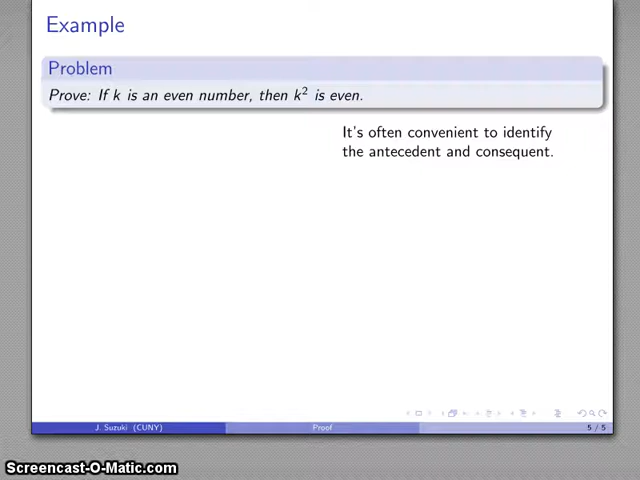 Example
Problem
Prove: If k is an even number, then k² is even.
It's often convenient to identify
the antecedent and consequent.
J. Suzuki (CUNY)
Proof
5 / 5
Screencast-O-Matic.com